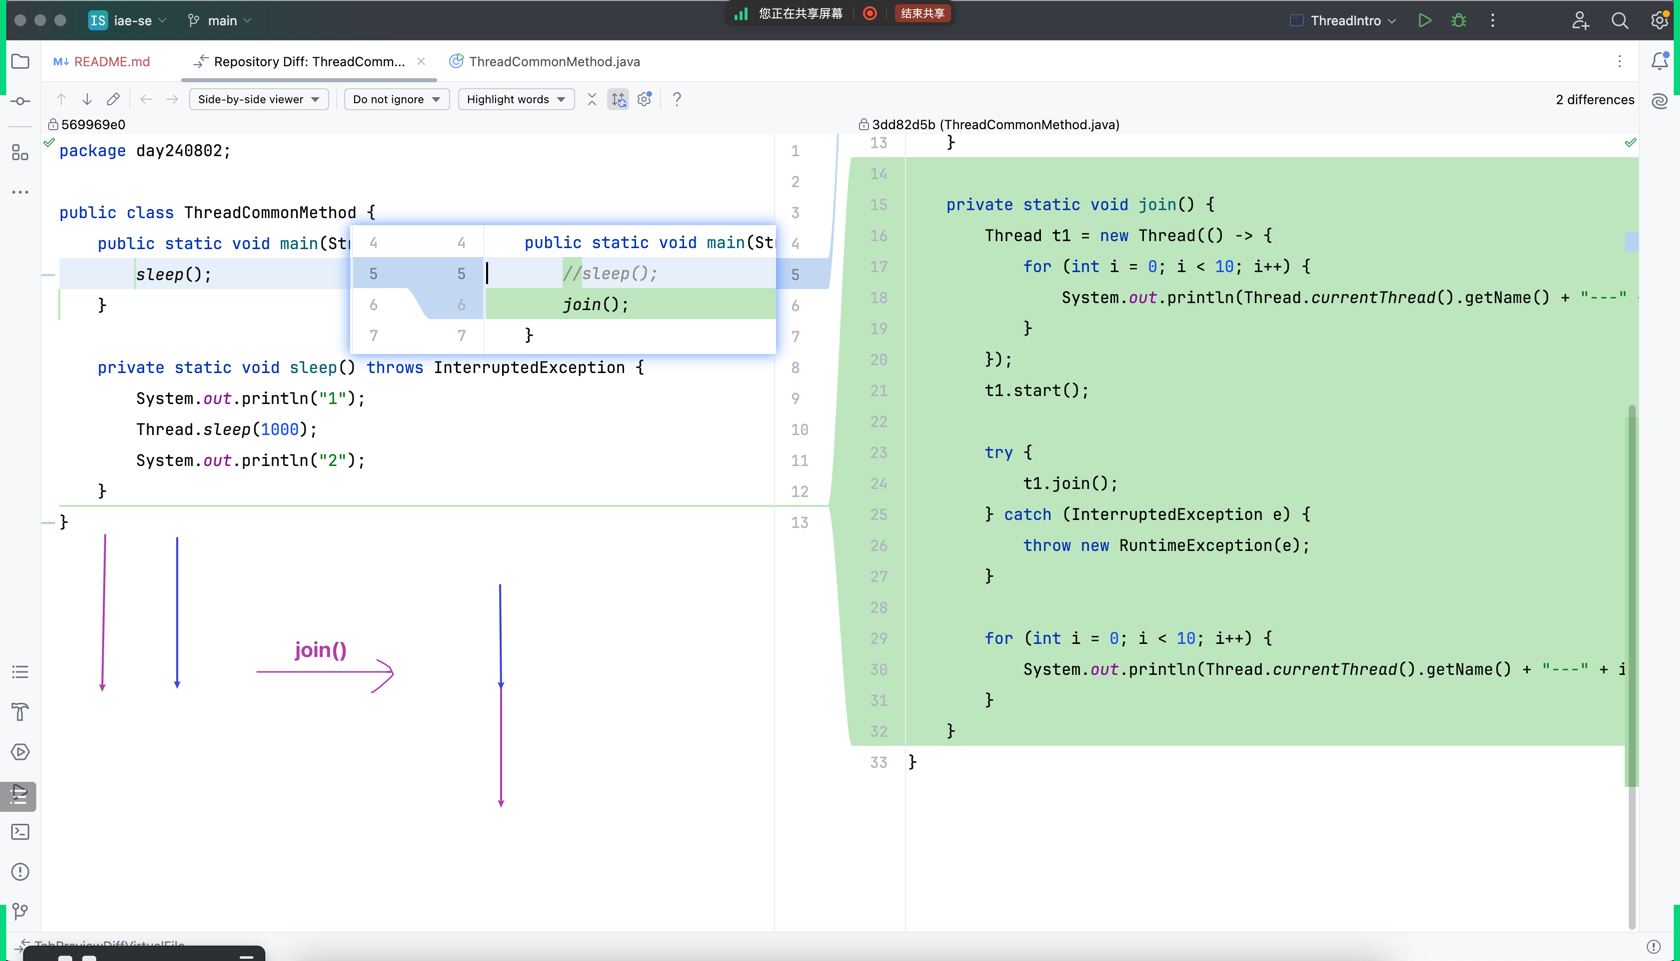 您正在共享屏幕
结束共享
IS iae-se main
ThreadIntro
M↓ README.md
Repository Diff: ThreadComm...
ThreadCommonMethod.java
Side-by-side viewer
Do not ignore
Highlight words
?
2 differences
569969e0
package day240802;
1
2
public class ThreadCommonMethod {
3
public static void main(Str
4
sleep();
5
}
6
7
private static void sleep() throws InterruptedException {
8
System.out.println("1");
9
Thread.sleep(1000);
10
System.out.println("2");
11
}
12
}
13
4 4 public static void main(St
5 5 //sleep();
6 6 join();
7 7 }
join()
3dd82d5b (ThreadCommonMethod.java)
13 }
14
15 private static void join() {
16 Thread t1 = new Thread(() -> {
17 for (int i = 0; i < 10; i++) {
18 System.out.println(Thread.currentThread().getName() + "---"
19 }
20 });
21 t1.start();
22
23 try {
24 t1.join();
25 } catch (InterruptedException e) {
26 throw new RuntimeException(e);
27 }
28
29 for (int i = 0; i < 10; i++) {
30 System.out.println(Thread.currentThread().getName() + "---" + i
31 }
32 }
33 }
TabPreviewDiffVirtualFile